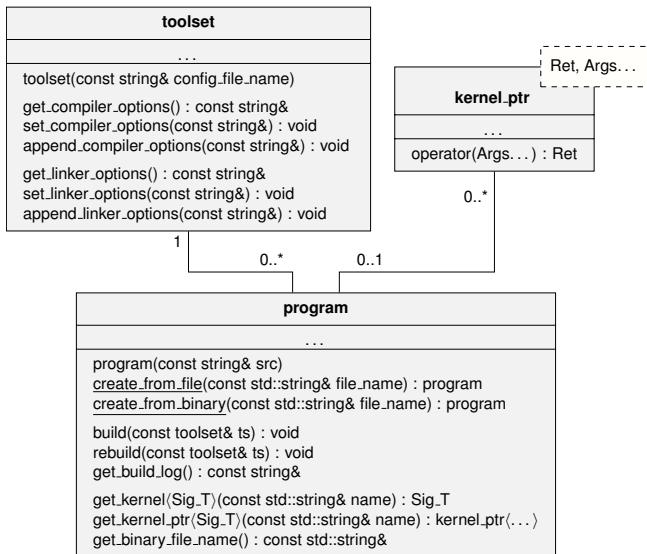 toolset
...
toolset(const string& config_file_name)
get_compiler_options() : const string&
set_compiler_options(const string&) : void
append_compiler_options(const string&) : void
get_linker_options() : const string&
set_linker_options(const string&) : void
append_linker_options(const string&) : void
Ret, Args...
kernel_ptr
...
operator(Args...) : Ret
0..*
1
0..*
0..1
program
...
program(const string& src)
create_from_file(const std::string& file_name) : program
create_from_binary(const std::string& file_name) : program
build(const toolset& ts) : void
rebuild(const toolset& ts) : void
get_build_log() : const string&
get_kernel⟨Sig_T⟩(const std::string& name) : Sig_T
get_kernel_ptr⟨Sig_T⟩(const std::string& name) : kernel_ptr⟨...⟩
get_binary_file_name() : const std::string&